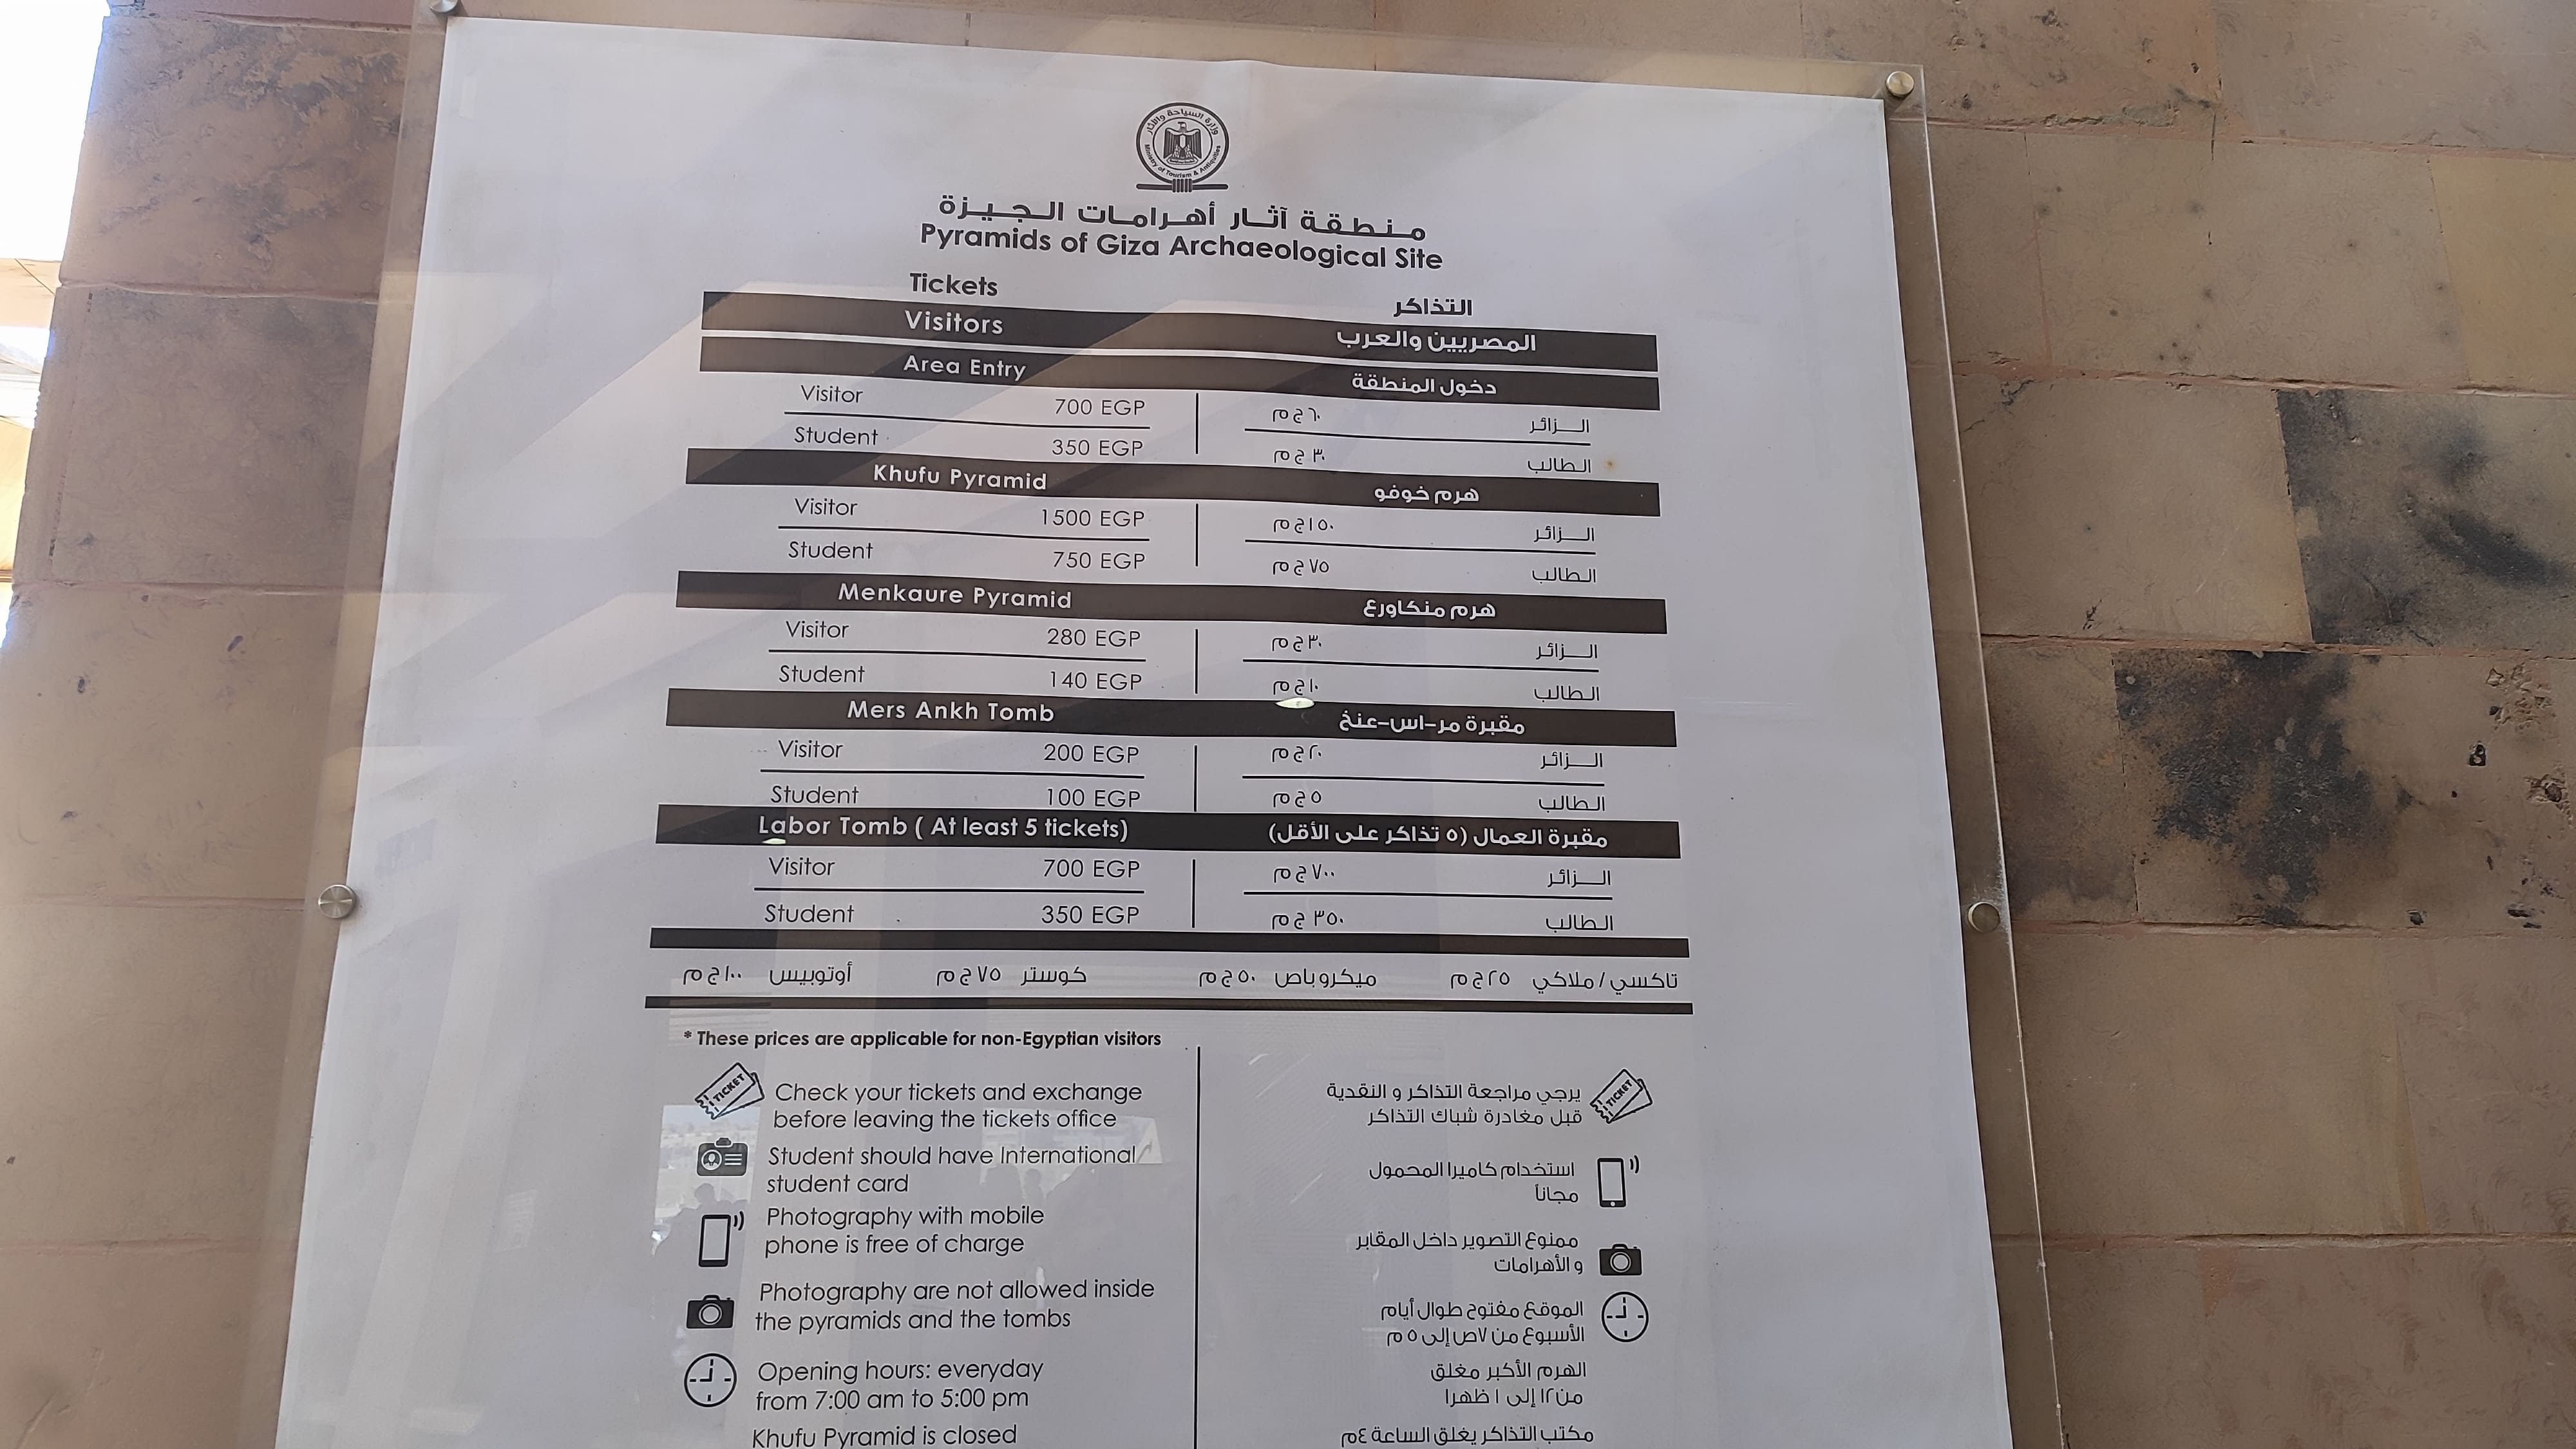 وزارة السياحة والآثار
Ministry of Tourism & Antiquities
منطقة آثار أهرامات الجيزة
Pyramids of Giza Archaeological Site
Tickets التذاكر
Visitors المصريين والعرب
Area Entry دخول المنطقة
Visitor 700 EGP الزائر ٦٠ ج م
Student 350 EGP الطالب ٣٠ ج م
Khufu Pyramid هرم خوفو
Visitor 1500 EGP الزائر ١٥٠ ج م
Student 750 EGP الطالب ٧٥ ج م
Menkaure Pyramid هرم منكاورع
Visitor 280 EGP الزائر ٣٠ ج م
Student 140 EGP الطالب ١٠ ج م
Mers Ankh Tomb مقبرة مر-اس-عنخ
Visitor 200 EGP الزائر ٢٠ ج م
Student 100 EGP الطالب ٥ ج م
Labor Tomb ( At least 5 tickets) مقبرة العمال (٥ تذاكر على الأقل)
Visitor 700 EGP الزائر ٧٠٠ ج م
Student 350 EGP الطالب ٣٥٠ ج م
تاكسي / ملاكي ٢٥ ج م ميكروباص ٥٠ ج م كوستر ٧٥ ج م أوتوبيس ١٠٠ ج م
* These prices are applicable for non-Egyptian visitors
TICKET
Check your tickets and exchange
before leaving the tickets office
Student should have International
student card
Photography with mobile
phone is free of charge
Photography are not allowed inside
the pyramids and the tombs
Opening hours: everyday
from 7:00 am to 5:00 pm
Khufu Pyramid is closed
TICKET
يرجي مراجعة التذاكر و النقدية
قبل مغادرة شباك التذاكر
استخدام كاميرا المحمول
مجاناً
ممنوع التصوير داخل المقابر
و الأهرامات
الموقع مفتوح طوال أيام
الأسبوع من ٧ص إلى ٥ م
الهرم الأكبر مغلق
من ١٢ إلى ١ ظهرا
مكتب التذاكر يغلق الساعة ٤م